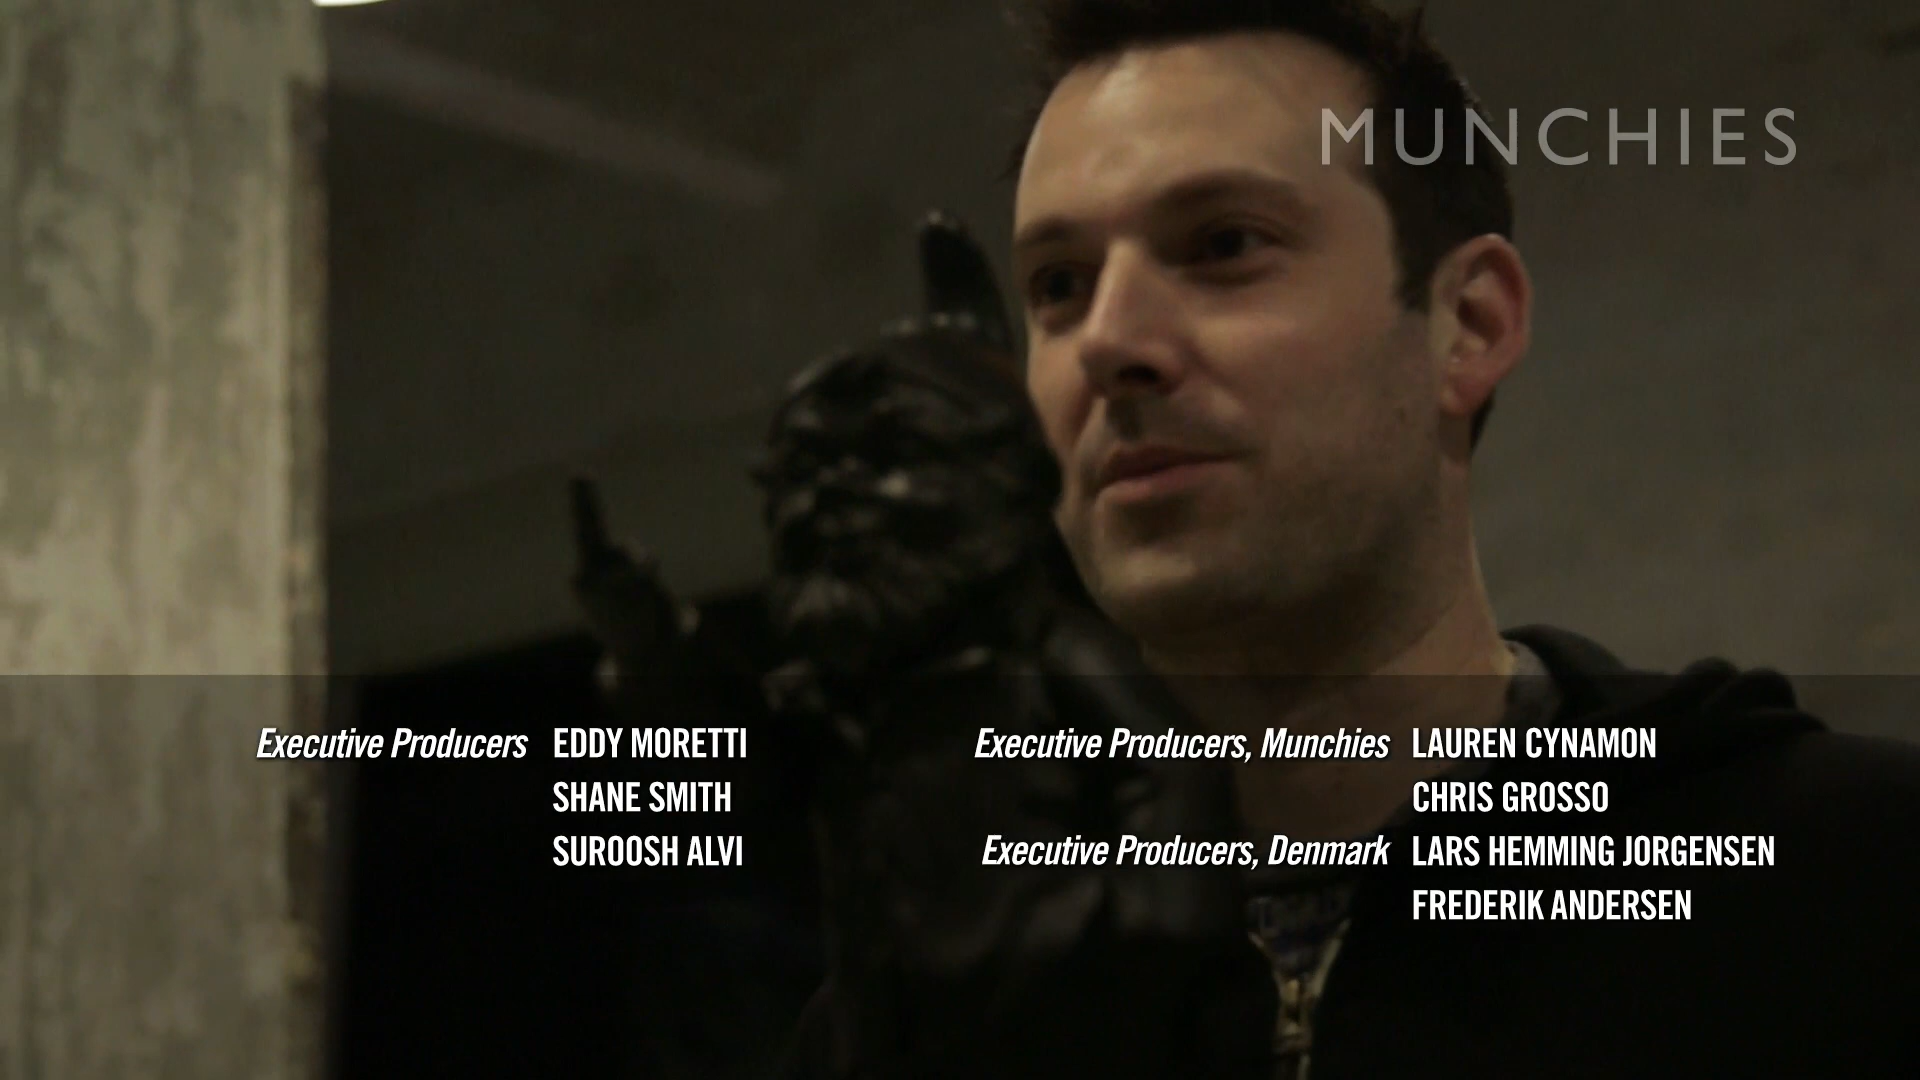 MUNCHIES
Executive Producers EDDY MORETTI
SHANE SMITH
SUROOSH ALVI
Executive Producers, Munchies LAUREN CYNAMON
CHRIS GROSSO
Executive Producers, Denmark LARS HEMMING JORGENSEN
FREDERIK ANDERSEN